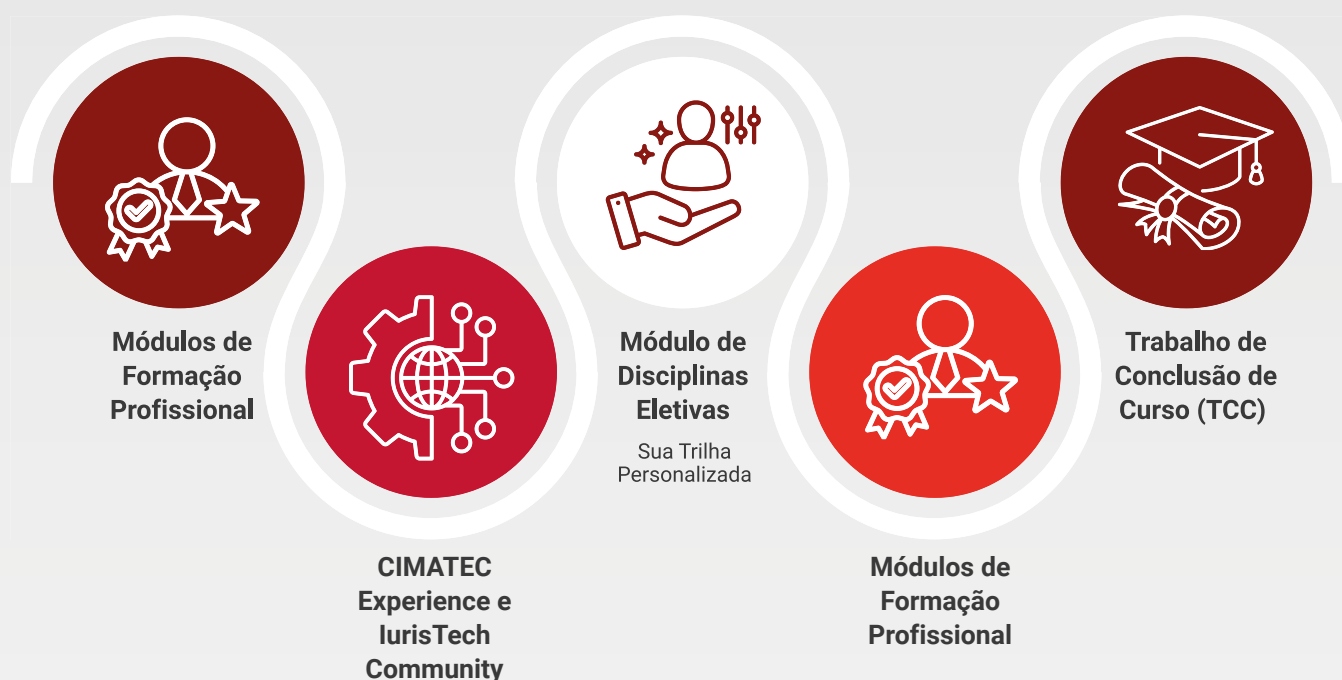 Módulos de
Formação
Profissional
CIMATEC
Experience e
IurisTech
Community
Módulo de
Disciplinas
Eletivas
Sua Trilha
Personalizada
Módulos de
Formação
Profissional
Trabalho de
Conclusão de
Curso (TCC)